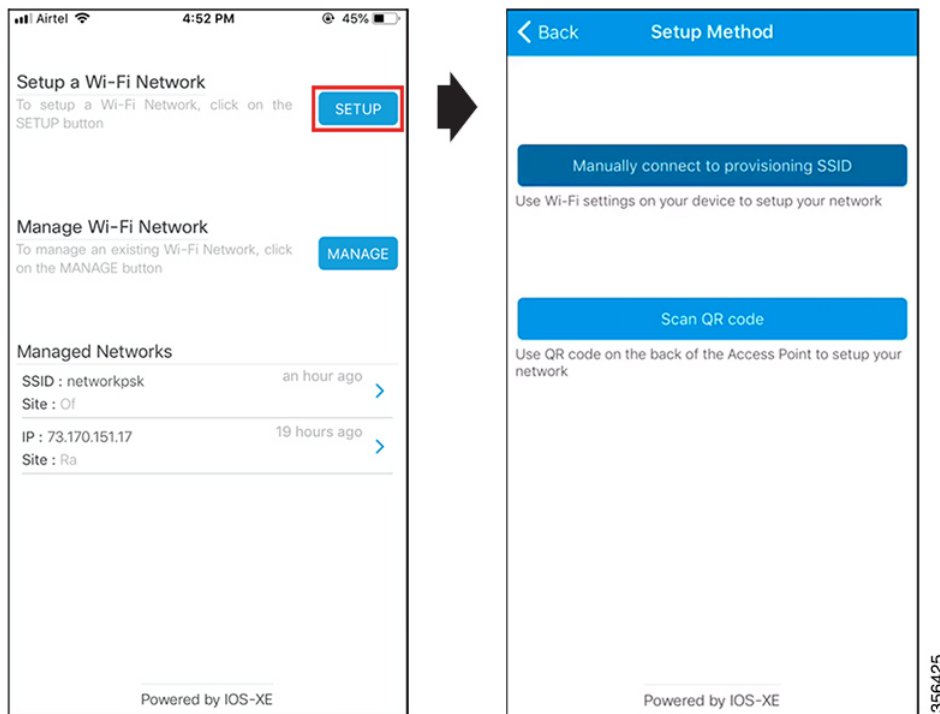 Airtel 4:52 PM 45%
Setup a Wi-Fi Network
To setup a Wi-Fi Network, click on the
SETUP button
SETUP
Manage Wi-Fi Network
To manage an existing Wi-Fi Network, click
on the MANAGE button
MANAGE
Managed Networks
SSID : networkpsk an hour ago
Site : Of
IP : 73.170.151.17 19 hours ago
Site : Ra
Powered by IOS-XE
Back Setup Method
Manually connect to provisioning SSID
Use Wi-Fi settings on your device to setup your network
Scan QR code
Use QR code on the back of the Access Point to setup your
network
Powered by IOS-XE
356425